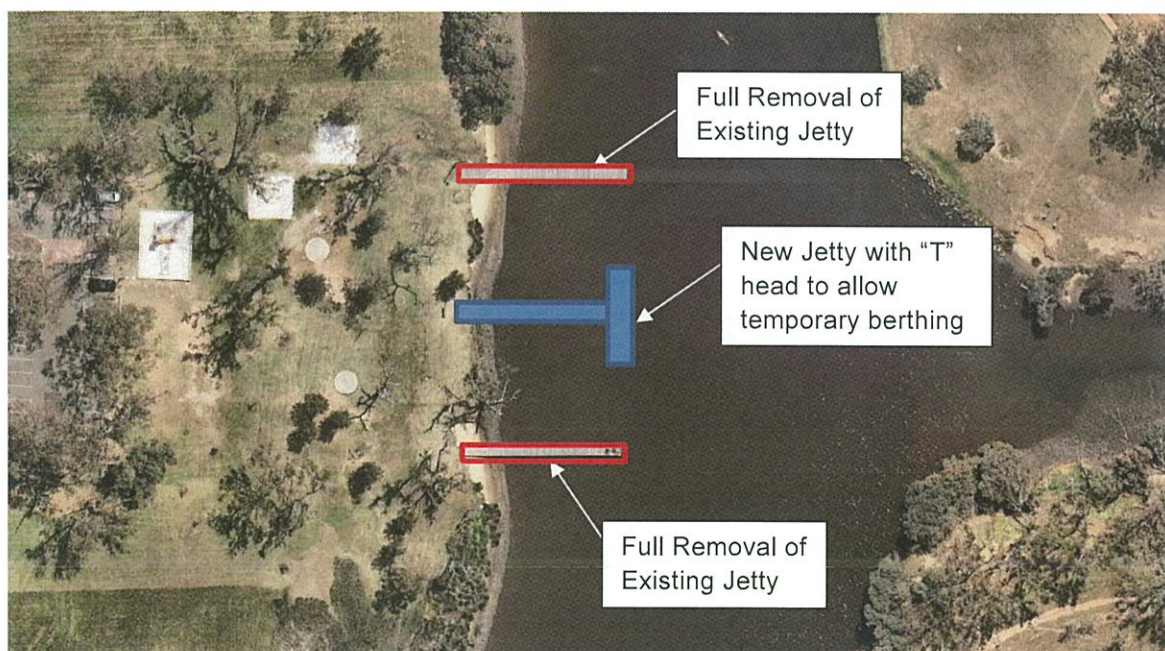 Full Removal of
Existing Jetty
New Jetty with “T”
head to allow
temporary berthing
Full Removal of
Existing Jetty